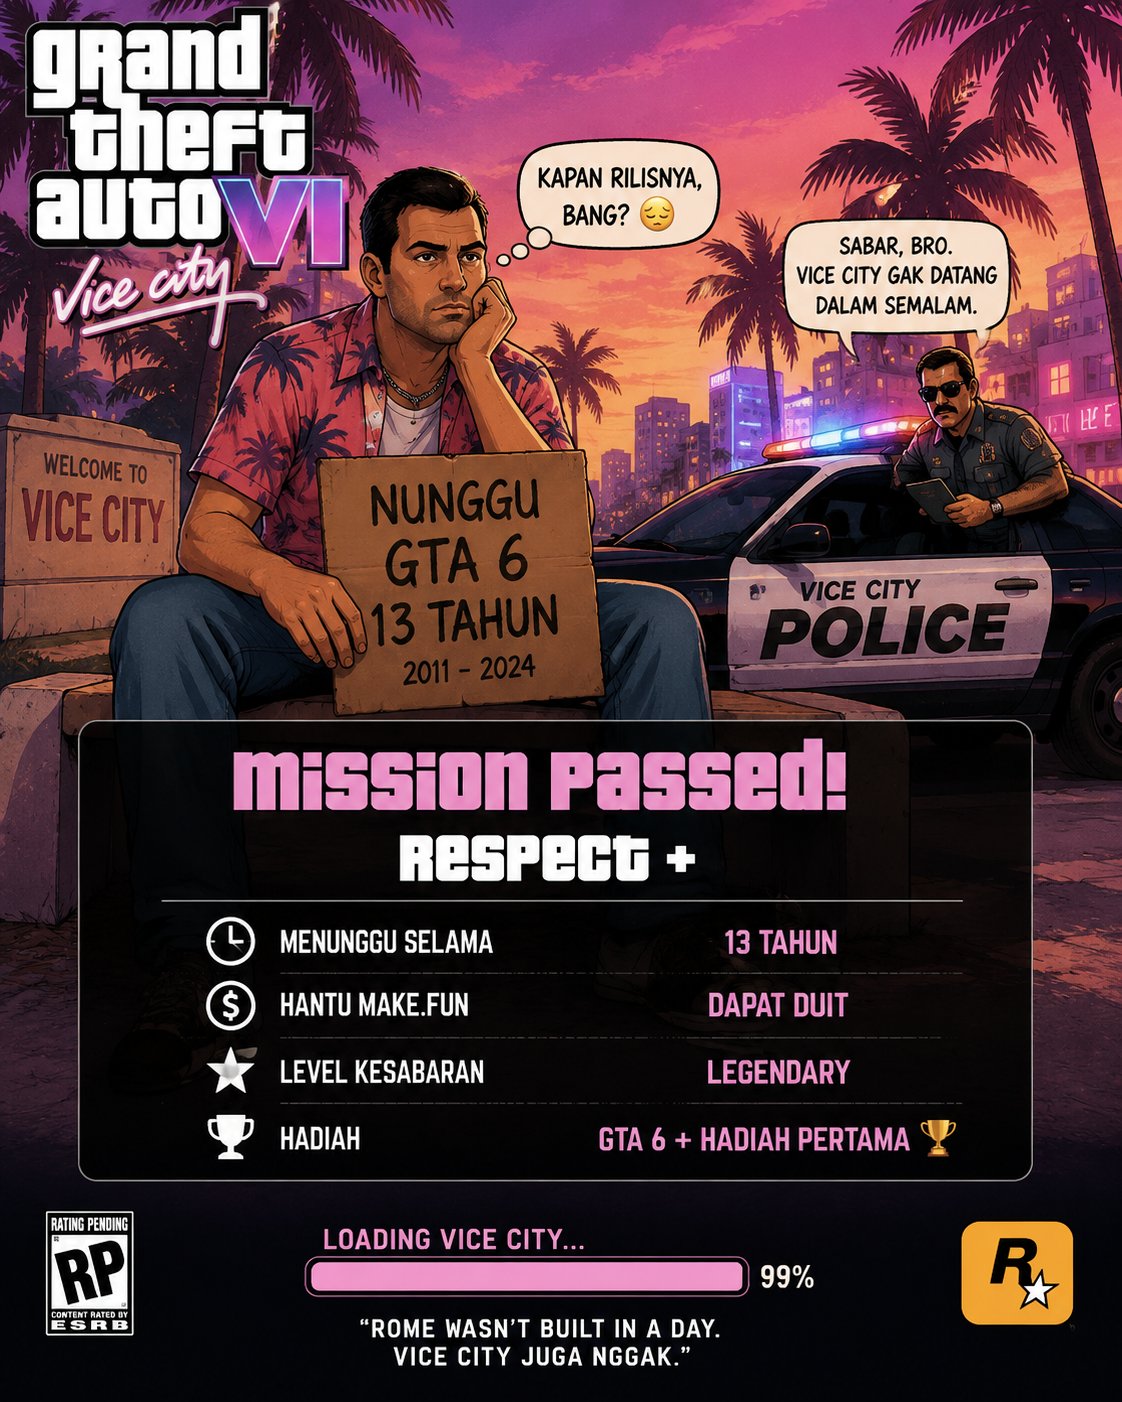 grand
theft
auto VI
Vice city
KAPAN RILISNYA,
BANG? 😔
SABAR, BRO.
VICE CITY GAK DATANG
DALAM SEMALAM.
WELCOME TO
VICE CITY
NUNGGU
GTA 6
13 TAHUN
2011 - 2024
VICE CITY
POLICE
mission passed!
Respect +
MENUNGGU SELAMA 13 TAHUN
HANTU MAKE.FUN DAPAT DUIT
LEVEL KESABARAN LEGENDARY
HADIAH GTA 6 + HADIAH PERTAMA 🏆
RATING PENDING
RP
CONTENT RATED BY
ESRB
LOADING VICE CITY...
99%
“ROME WASN'T BUILT IN A DAY.
VICE CITY JUGA NGGAK.”
R